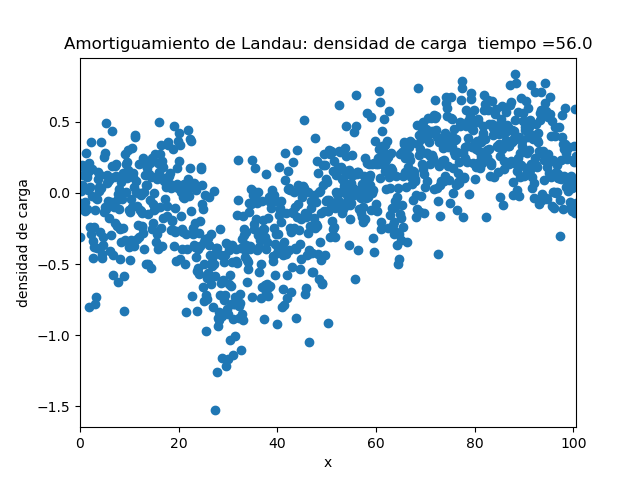 Amortiguamiento de Landau: densidad de carga  tiempo =56.0
densidad de carga
0.5
0.0
−0.5
−1.0
−1.5
0 20 40 60 80 100
x